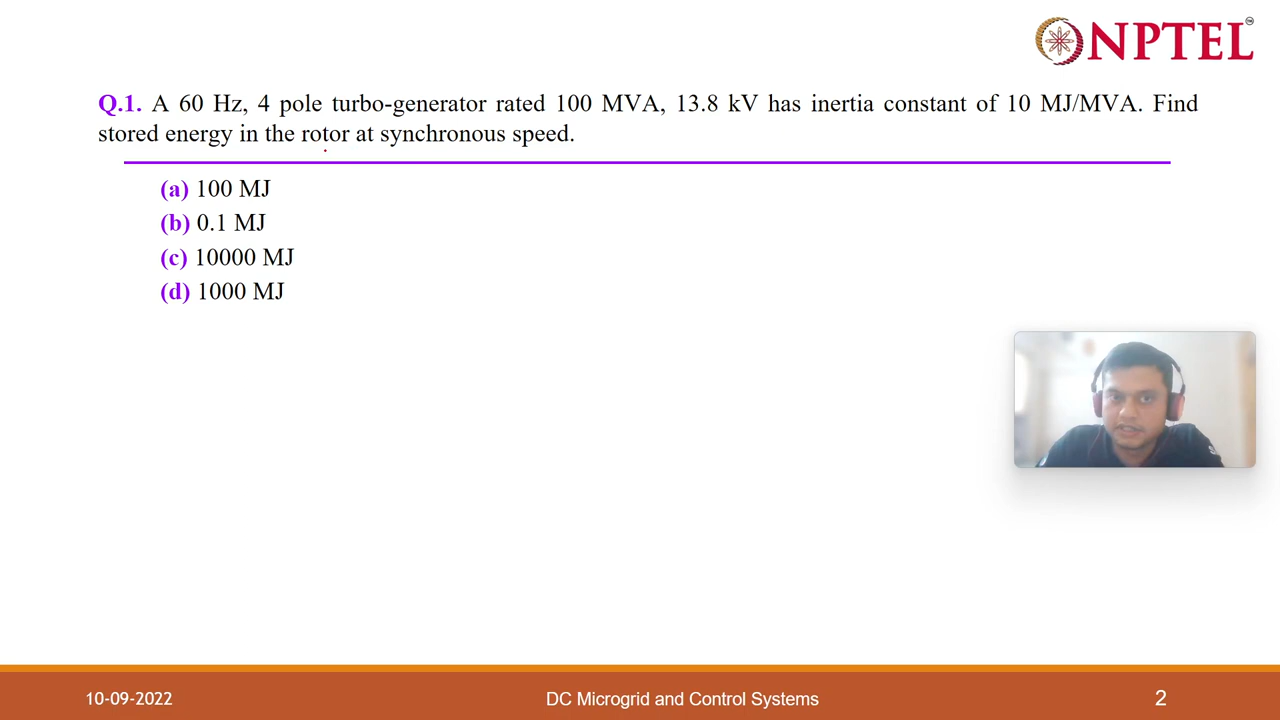 NPTEL
Q.1. A 60 Hz, 4 pole turbo-generator rated 100 MVA, 13.8 kV has inertia constant of 10 MJ/MVA. Find
stored energy in the rotor at synchronous speed.
(a) 100 MJ
(b) 0.1 MJ
(c) 10000 MJ
(d) 1000 MJ
10-09-2022
DC Microgrid and Control Systems
2